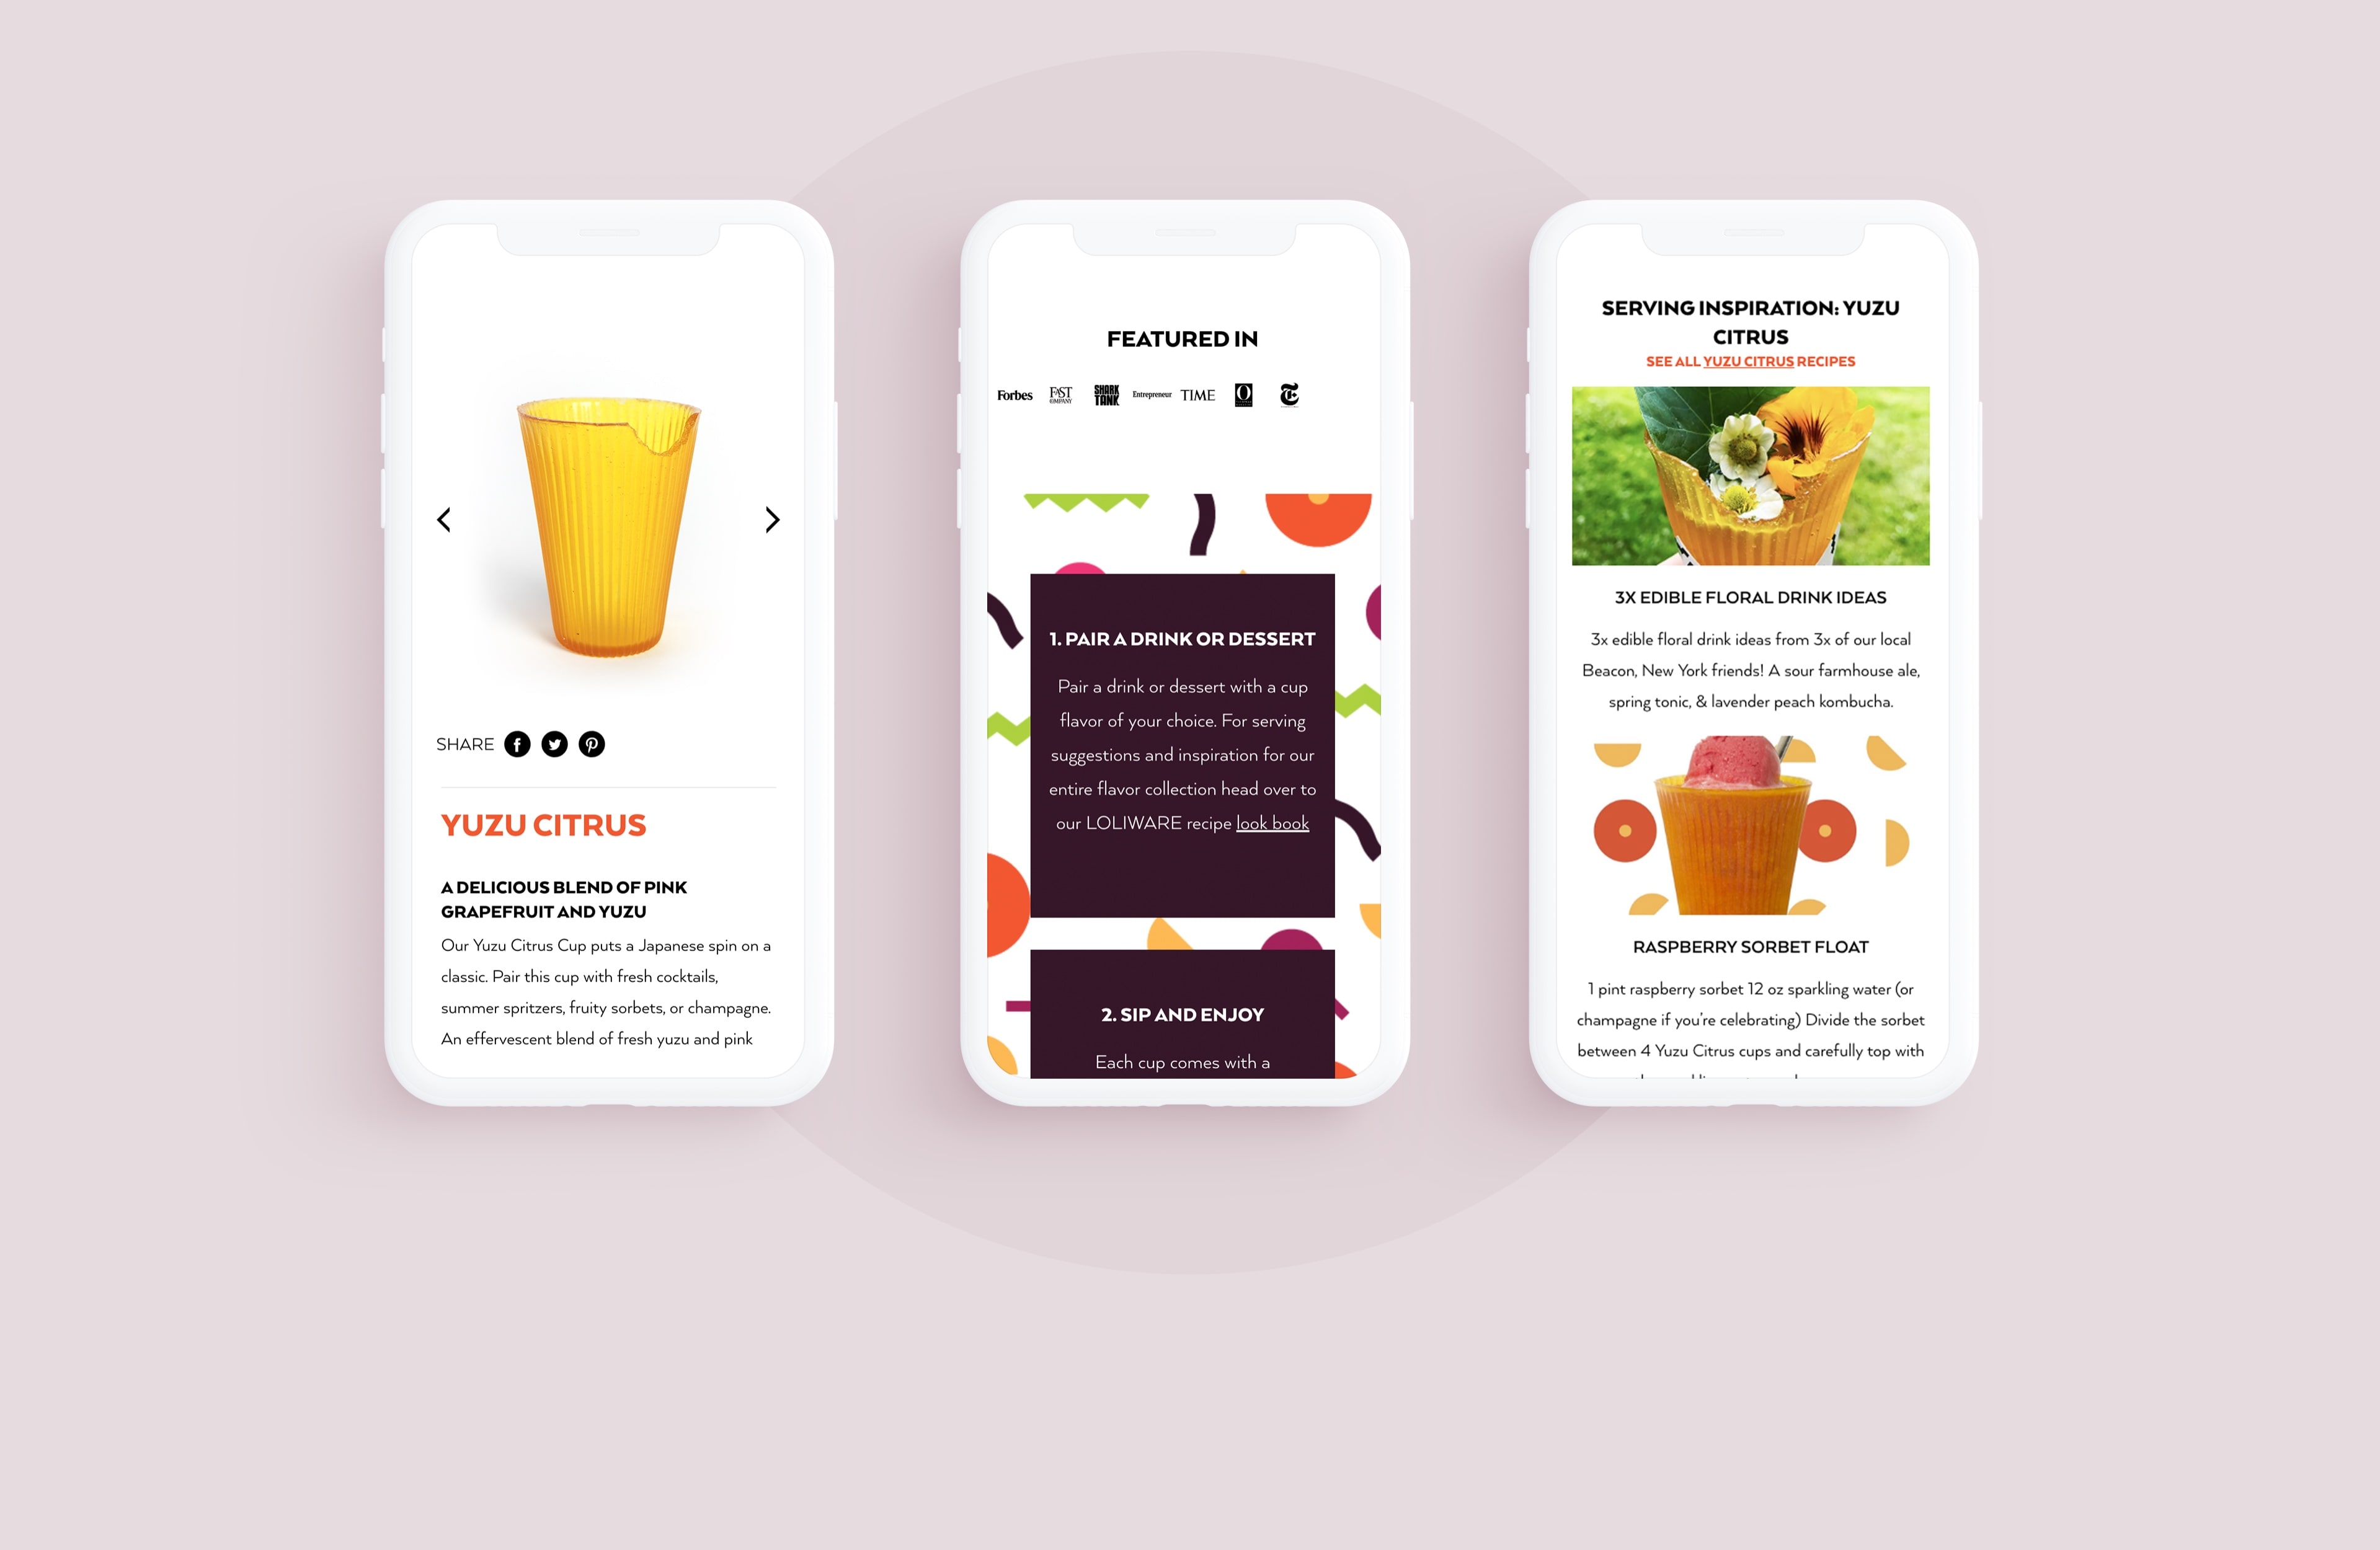 SHARE
YUZU CITRUS
A DELICIOUS BLEND OF PINK
GRAPEFRUIT AND YUZU
Our Yuzu Citrus Cup puts a Japanese spin on a
classic. Pair this cup with fresh cocktails,
summer spritzers, fruity sorbets, or champagne.
An effervescent blend of fresh yuzu and pink
FEATURED IN
Forbes FAST COMPANY SHARK TANK Entrepreneur TIME O
1. PAIR A DRINK OR DESSERT
Pair a drink or dessert with a cup
flavor of your choice. For serving
suggestions and inspiration for our
entire flavor collection head over to
our LOLIWARE recipe look book
2. SIP AND ENJOY
Each cup comes with a
SERVING INSPIRATION: YUZU
CITRUS
SEE ALL YUZU CITRUS RECIPES
3X EDIBLE FLORAL DRINK IDEAS
3x edible floral drink ideas from 3x of our local
Beacon, New York friends! A sour farmhouse ale,
spring tonic, & lavender peach kombucha.
RASPBERRY SORBET FLOAT
1 pint raspberry sorbet 12 oz sparkling water (or
champagne if you're celebrating) Divide the sorbet
between 4 Yuzu Citrus cups and carefully top with